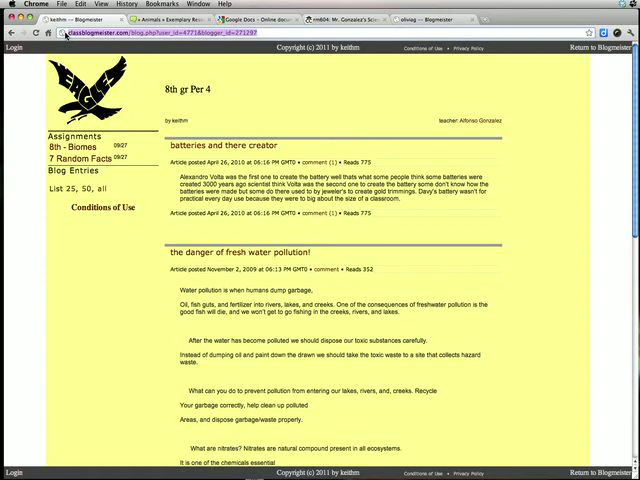 Chrome File Edit View History Bookmarks Window Help
keithm — Blogmeister
« Animals » Exemplary Res
Google Docs - Online docum
rm604: Mr. Gonzalez's Scie
oliviag — Blogmeister
classblogmeister.com/blog.php?user_id=4771&blogger_id=271297
Login Copyright (c) 2011 by keithm Conditions of Use • Privacy Policy Return to Blogmeister
EAGLES
8th gr Per 4
by keithm teacher: Alfonso Gonzalez
Assignments
8th - Biomes 09/27
7 Random Facts 09/27
Blog Entries
List 25, 50, all
Conditions of Use
batteries and there creator
Article posted April 26, 2010 at 06:16 PM GMT0 • comment (1) • Reads 775
Alexandro Volta was the first one to create the battery well thats what some people think some batteries were
created 3000 years ago scientist think Volta was the second one to create the battery some don't know how the
batteries were made but some do there used to by jeweler's to create gold trimmings. Davy's battery wasn't for
practical every day use because they were to big about the size of a classroom.
Article posted April 26, 2010 at 06:16 PM GMT0 • comment (1) • Reads 775
the danger of fresh water pollution!
Article posted November 2, 2009 at 06:13 PM GMT0 • comment • Reads 352
Water pollution is when humans dump garbage,
Oil, fish guts, and fertilizer into rivers, lakes, and creeks. One of the consequences of freshwater pollution is the
good fish will die, and we won't get to go fishing in the creeks, rivers, and lakes.
After the water has become polluted we should dispose our toxic substances carefully.
Instead of dumping oil and paint down the drawn we should take the toxic waste to a site that collects hazard
waste.
What can you do to prevent pollution from entering our lakes, rivers, and, creeks. Recycle
Your garbage correctly, help clean up polluted
Areas, and dispose garbage/waste properly.
What are nitrates? Nitrates are natural compound present in all ecosystems.
It is one of the chemicals essential
Login Copyright (c) 2011 by keithm Conditions of Use • Privacy Policy Return to Blogmeister